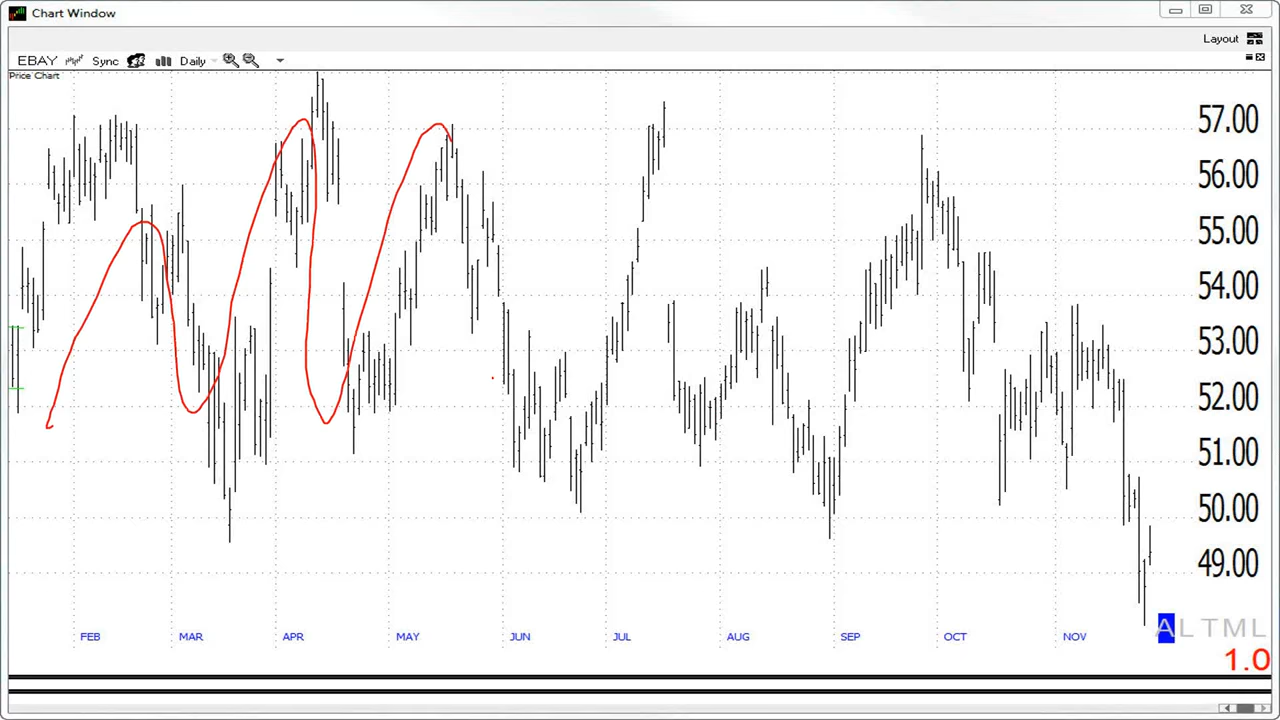 Chart Window
Layout
EBAY Sync Daily
Price Chart
57.00
56.00
55.00
54.00
53.00
52.00
51.00
50.00
49.00
FEB MAR APR MAY JUN JUL AUG SEP OCT NOV
A L T M L
1.0